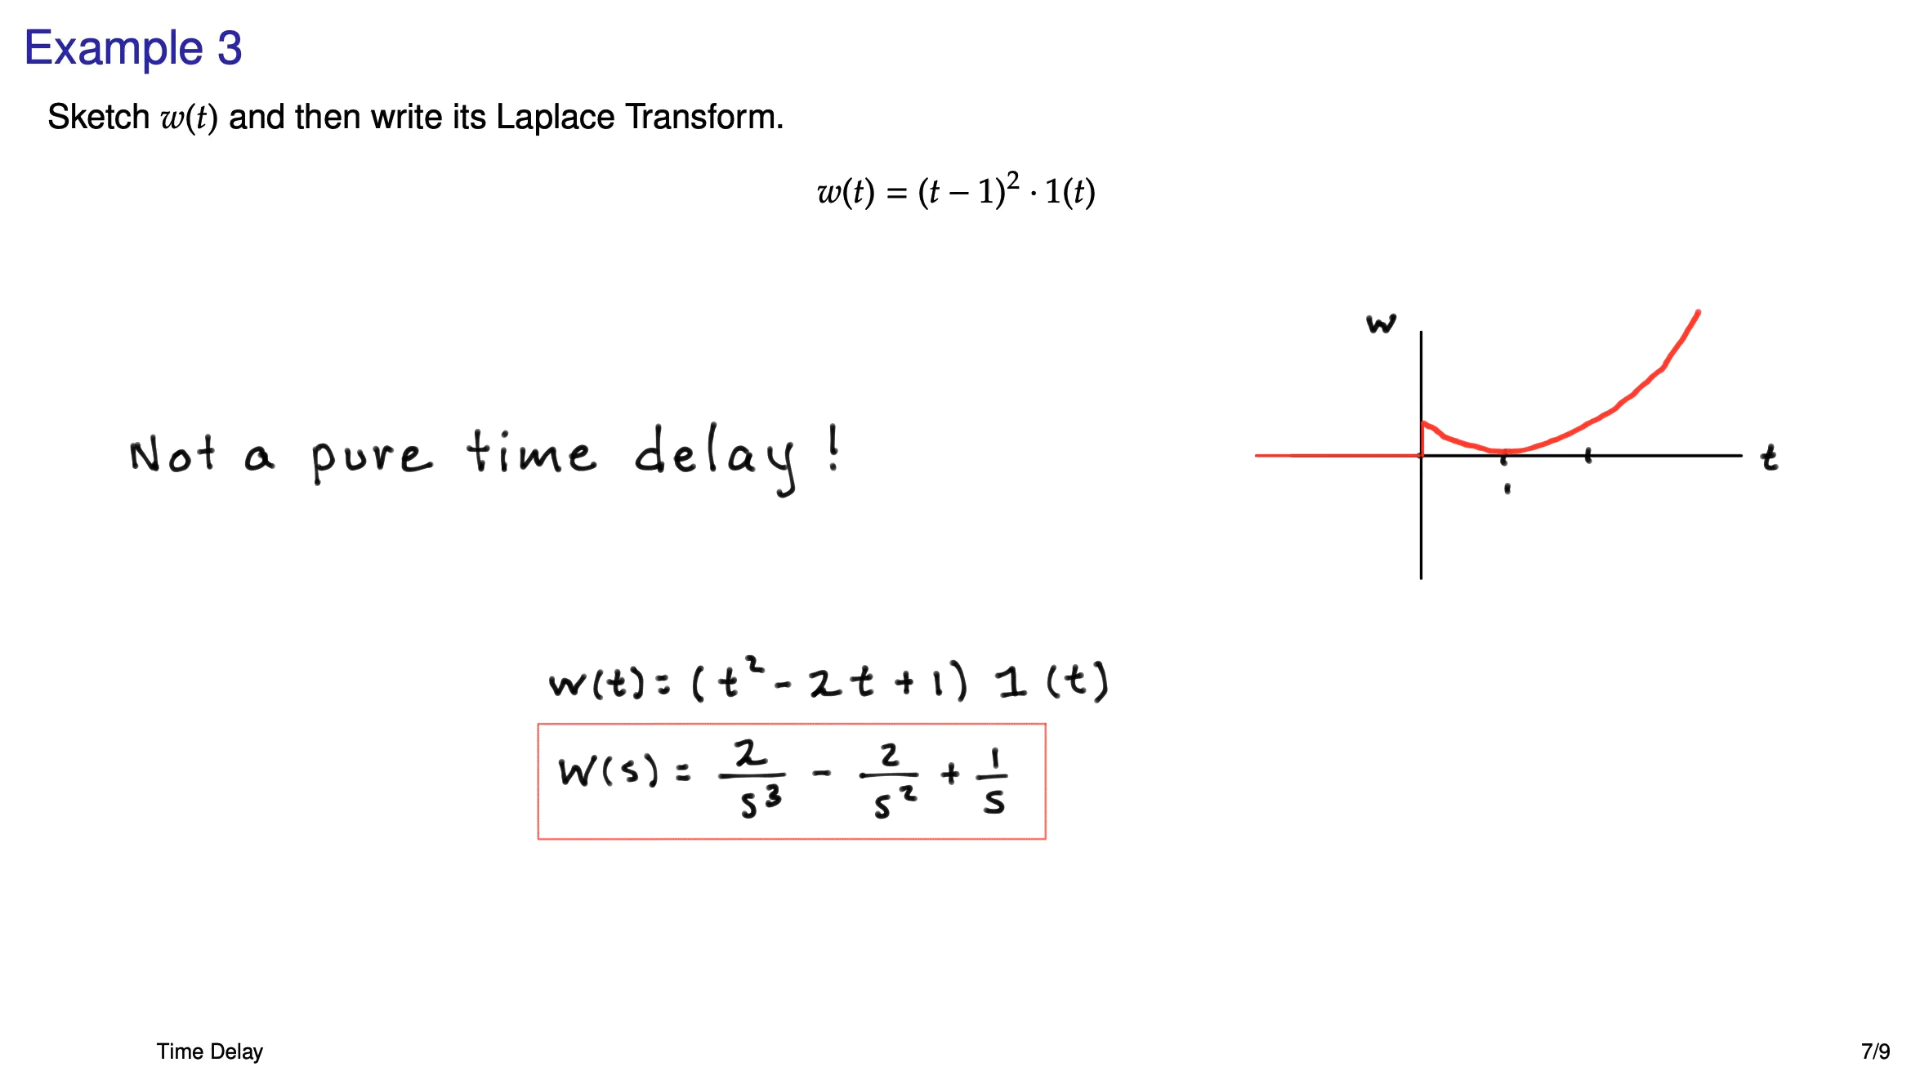 Example 3
Sketch w(t) and then write its Laplace Transform.
w(t) = (t − 1)² · 1(t)
w
t
1
Not a pure time delay !
w(t) = (t² - 2t + 1) 1(t)
W(s) = 2/s³ - 2/s² + 1/s
Time Delay
7/9